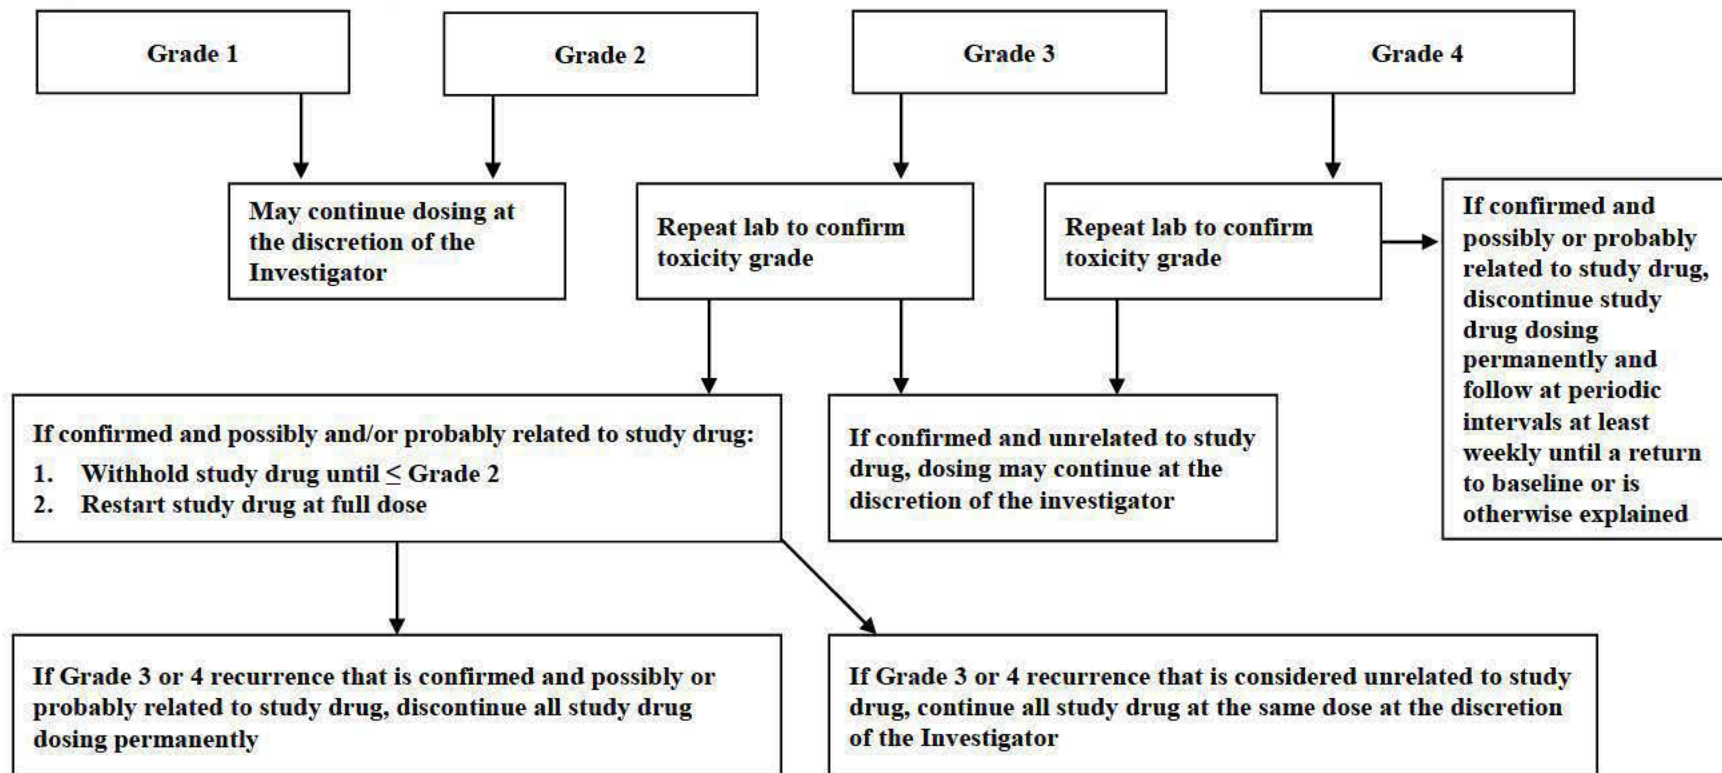 Grade 1
Grade 2
Grade 3
Grade 4
May continue dosing at
the discretion of the
Investigator
Repeat lab to confirm
toxicity grade
Repeat lab to confirm
toxicity grade
If confirmed and
possibly or probably
related to study drug,
discontinue study
drug dosing
permanently and
follow at periodic
intervals at least
weekly until a return
to baseline or is
otherwise explained
If confirmed and possibly and/or probably related to study drug:
1. Withhold study drug until ≤ Grade 2
2. Restart study drug at full dose
If confirmed and unrelated to study
drug, dosing may continue at the
discretion of the investigator
If Grade 3 or 4 recurrence that is confirmed and possibly or
probably related to study drug, discontinue all study drug
dosing permanently
If Grade 3 or 4 recurrence that is considered unrelated to study
drug, continue all study drug at the same dose at the discretion
of the Investigator